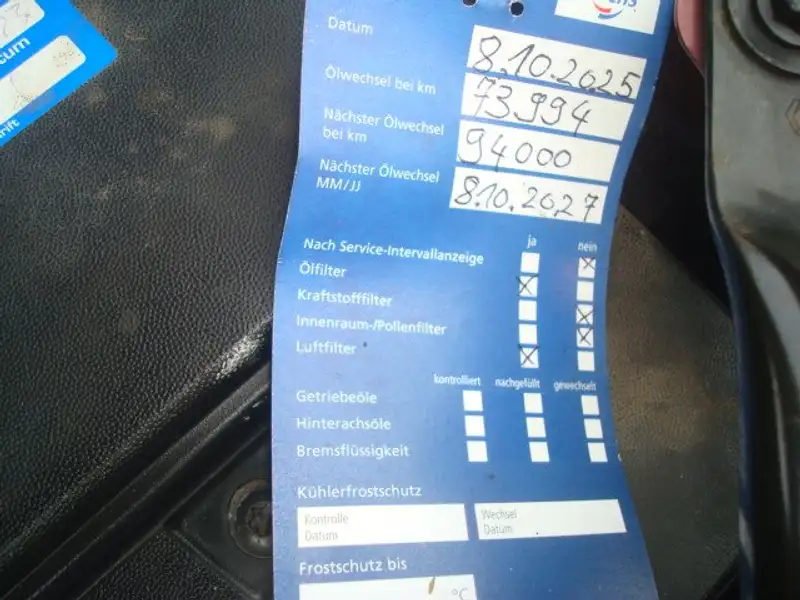 Datum 8.10.2025
Ölwechsel bei km 73994
Nächster Ölwechsel
bei km 94000
Nächster Ölwechsel
MM/JJ 8.10.2027
ja nein
Nach Service-Intervallanzeige
Ölfilter
Kraftstofffilter
Innenraum-/Pollenfilter
Luftfilter
kontrolliert nachgefüllt gewechselt
Getriebeöle
Hinterachsöle
Bremsflüssigkeit
Kühlerfrostschutz
Kontrolle
Datum
Wechsel
Datum
Frostschutz bis
°C